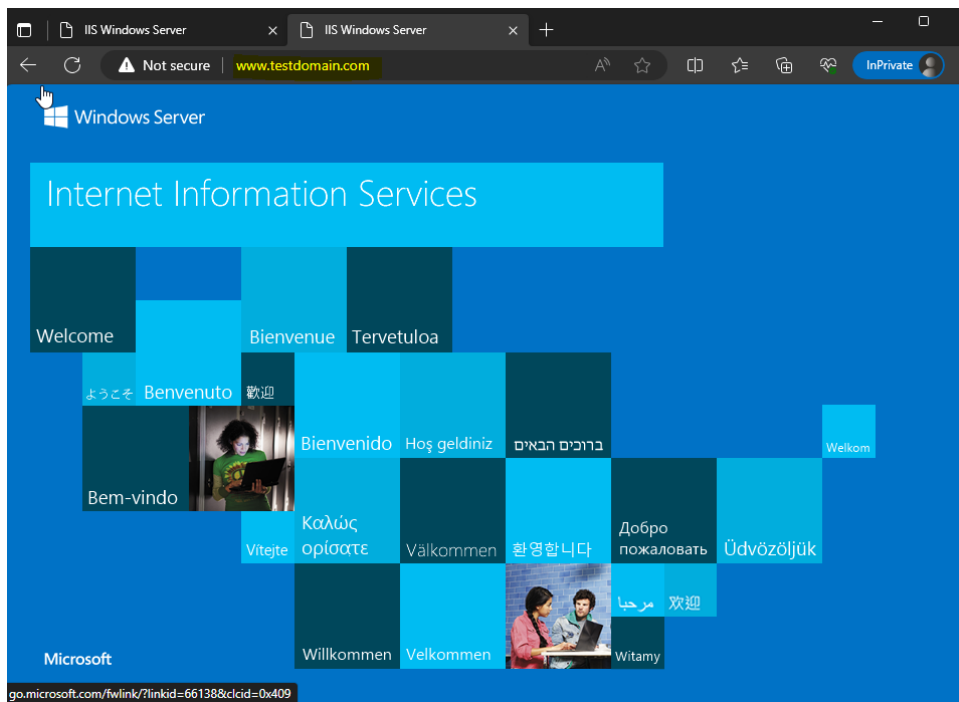 IIS Windows Server
IIS Windows Server
Not secure | www.testdomain.com
InPrivate
Windows Server
Internet Information Services
Welcome
Bienvenue
Tervetuloa
ようこそ
Benvenuto
歡迎
Bienvenido
Hoş geldiniz
ברוכים הבאים
Welkom
Bem-vindo
Vítejte
Καλώς
ορίσατε
Välkommen
환영합니다
Добро
пожаловать
Üdvözöljük
مرحبا
欢迎
Willkommen
Velkommen
Witamy
Microsoft
go.microsoft.com/fwlink/?linkid=66138&clcid=0x409